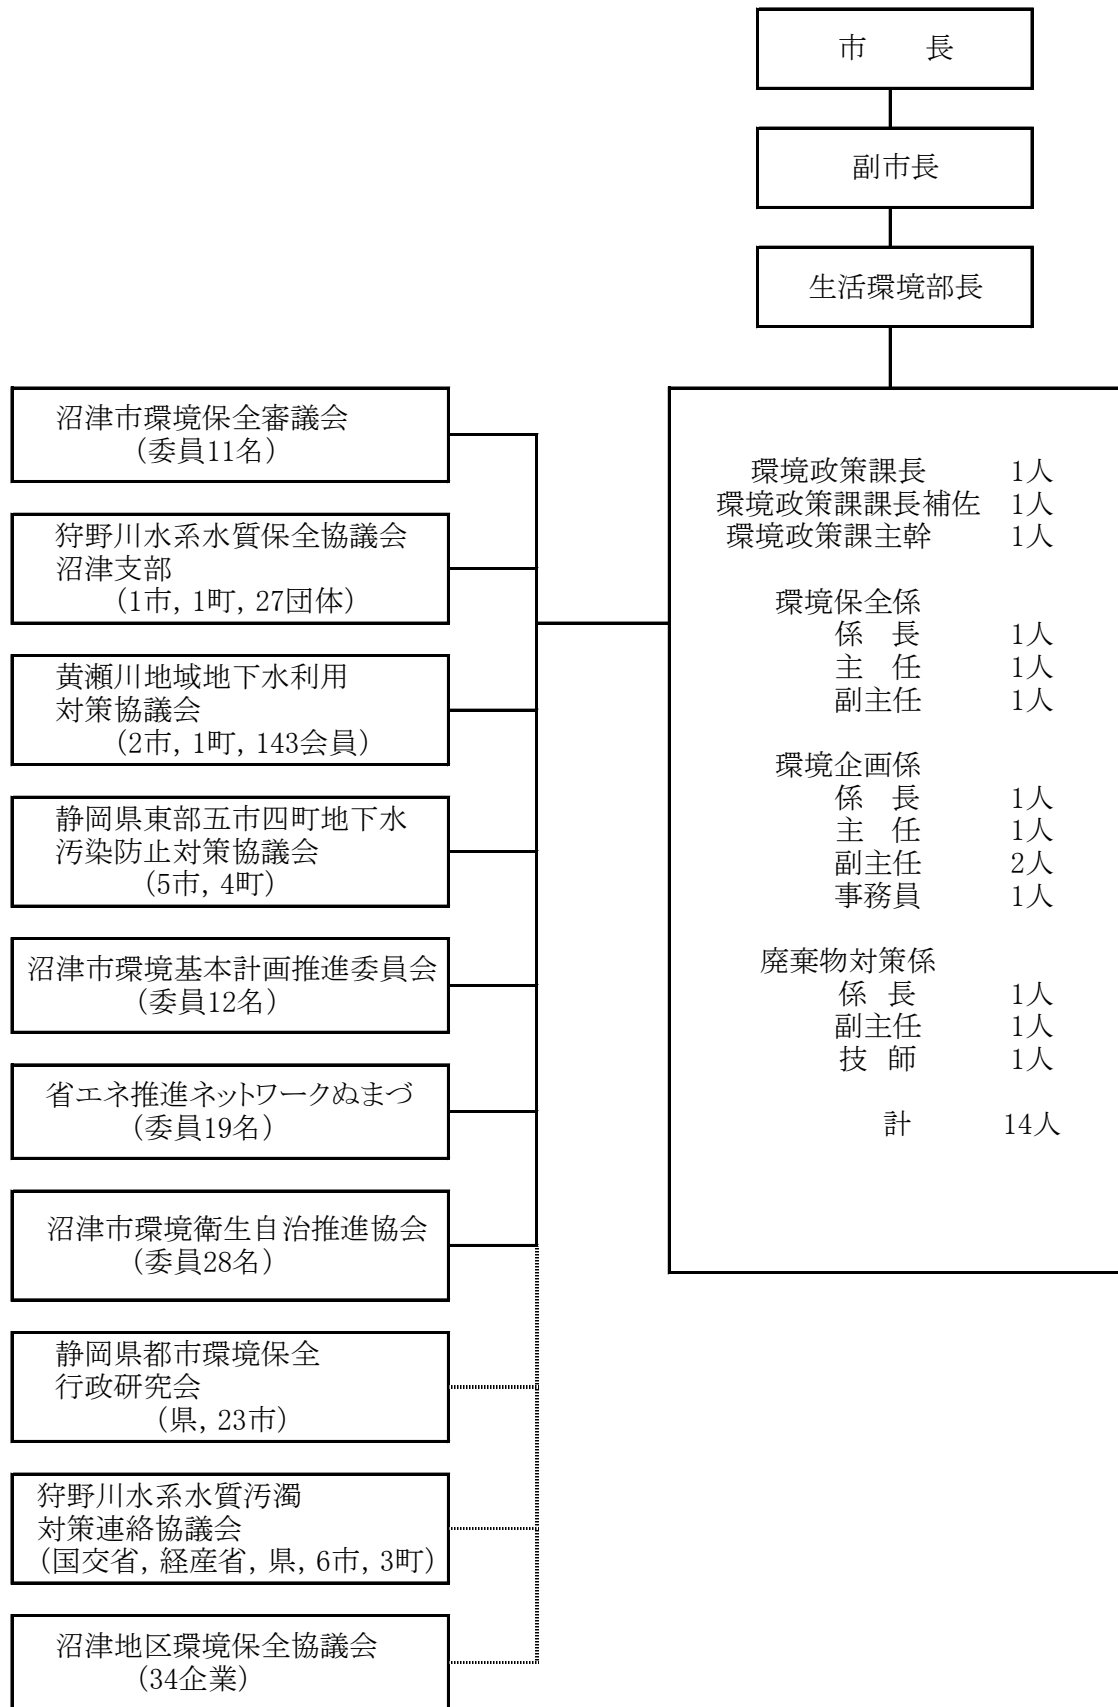 市　　長
副市長
生活環境部長
沼津市環境保全審議会
（委員11名）
狩野川水系水質保全協議会
沼津支部
（1市, 1町, 27団体）
黄瀬川地域地下水利用
対策協議会
（2市, 1町, 143会員）
静岡県東部五市四町地下水
汚染防止対策協議会
（5市, 4町）
沼津市環境基本計画推進委員会
（委員12名）
省エネ推進ネットワークぬまづ
（委員19名）
沼津市環境衛生自治推進協会
（委員28名）
静岡県都市環境保全
行政研究会
（県, 23市）
狩野川水系水質汚濁
対策連絡協議会
（国交省, 経産省, 県, 6市, 3町）
沼津地区環境保全協議会
（34企業）
環境政策課長　1人
環境政策課課長補佐　1人
環境政策課主幹　1人
環境保全係
係　長　1人
主　任　1人
副主任　1人
環境企画係
係　長　1人
主　任　1人
副主任　2人
事務員　1人
廃棄物対策係
係　長　1人
副主任　1人
技　師　1人
計　14人